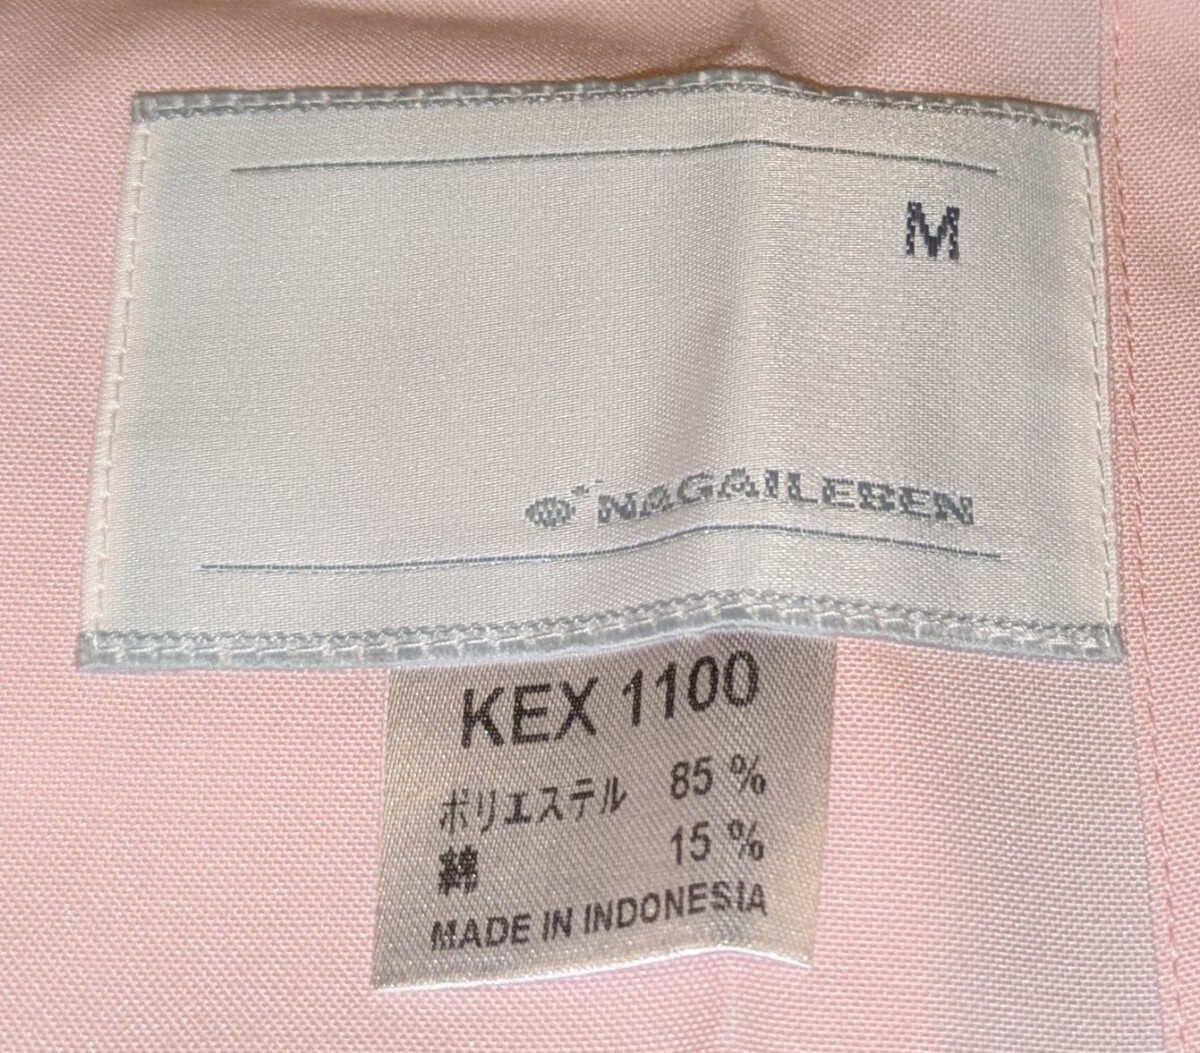 M
NAGAILEBEN
KEX 1100
ポリエステル 85 %
綿 15 %
MADE IN INDONESIA